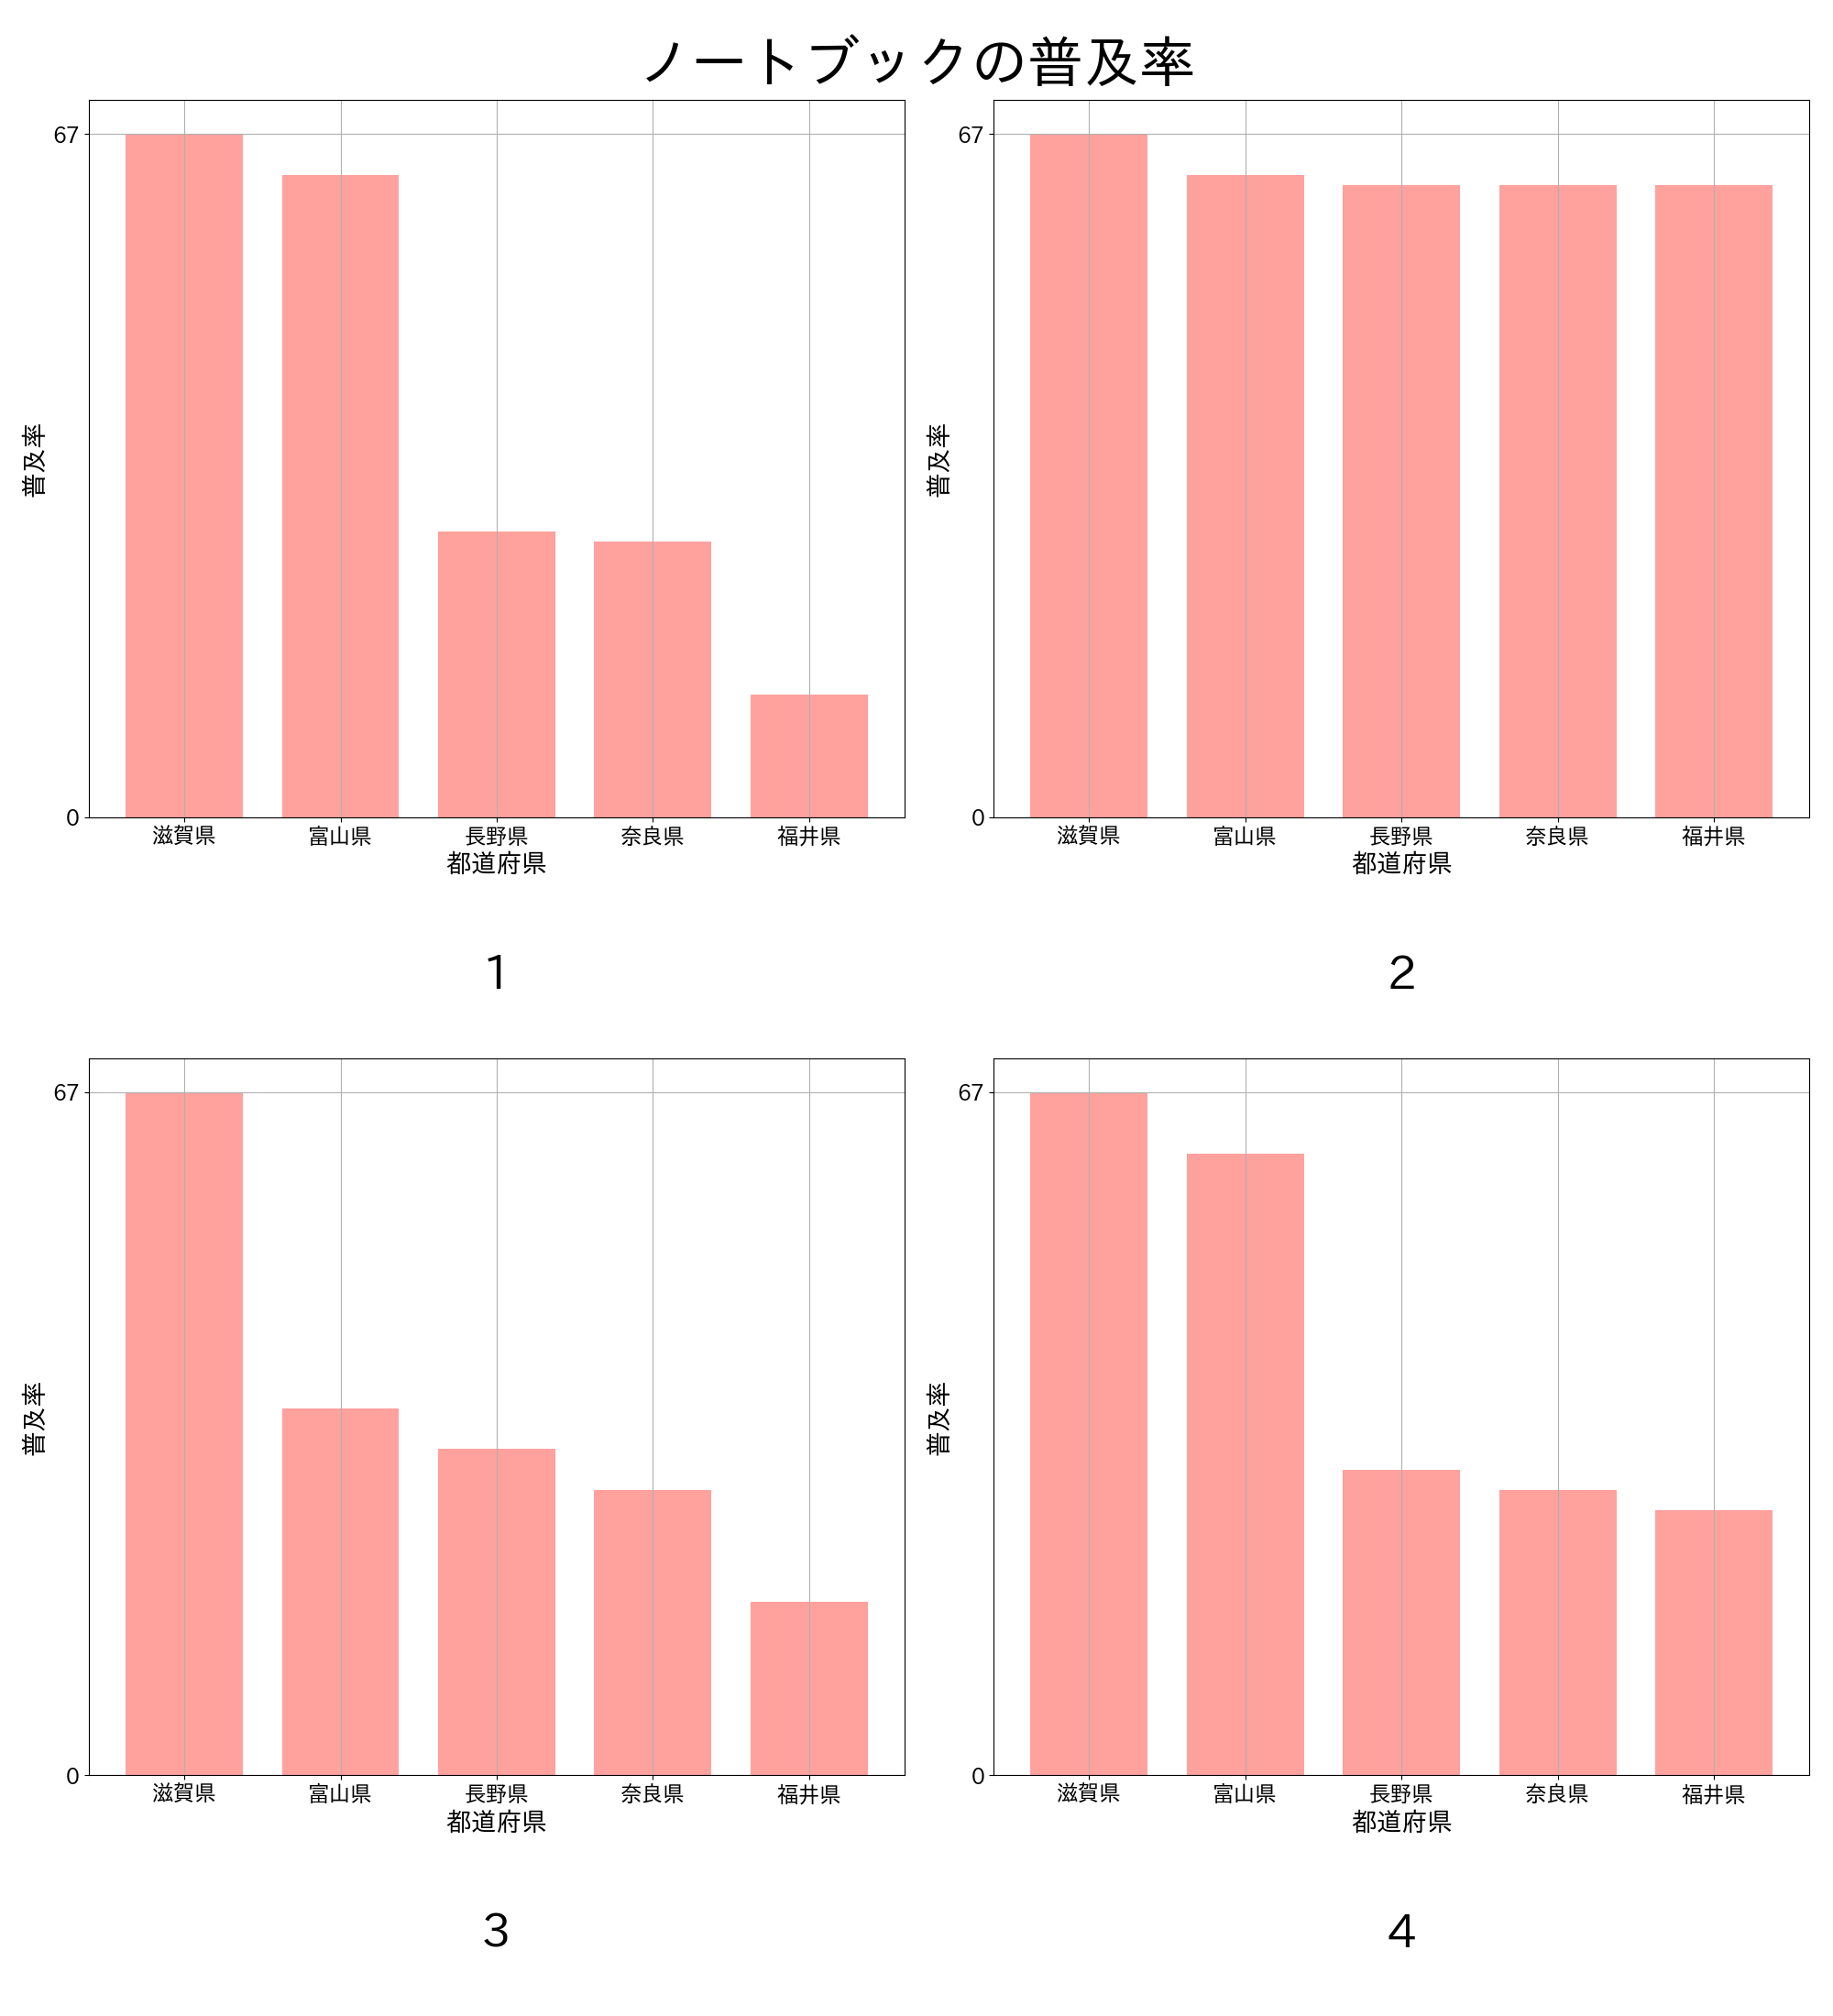 ノートブックの普及率
67
0
普及率
滋賀県 富山県 長野県 奈良県 福井県
都道府県
1
67
0
普及率
滋賀県 富山県 長野県 奈良県 福井県
都道府県
2
67
0
普及率
滋賀県 富山県 長野県 奈良県 福井県
都道府県
3
67
0
普及率
滋賀県 富山県 長野県 奈良県 福井県
都道府県
4